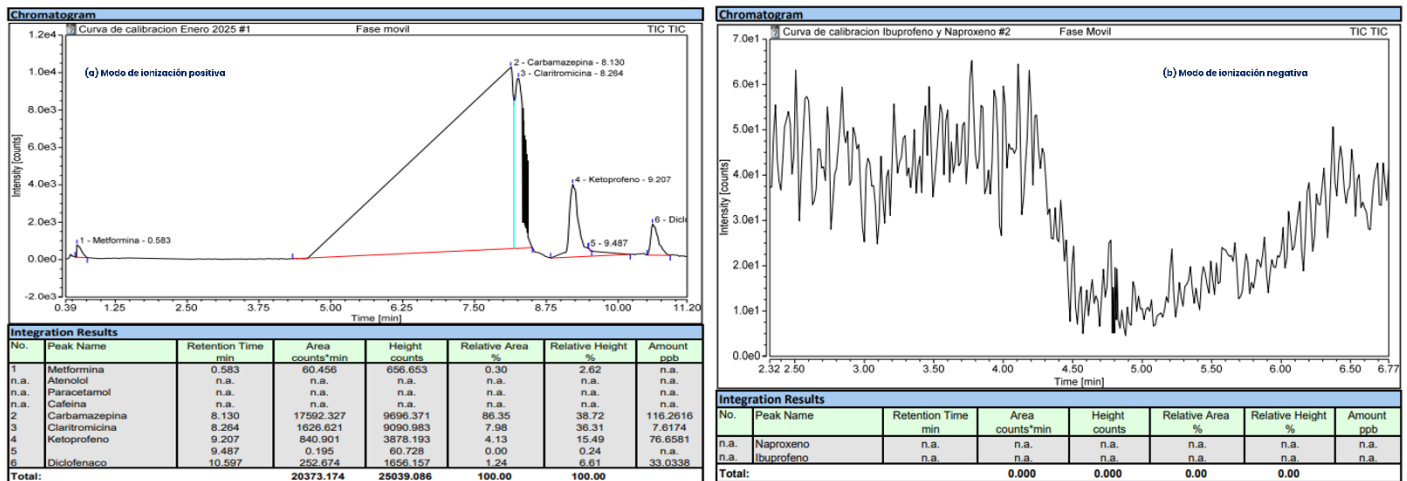 Chromatogram
Curva de calibracion Enero 2025 #1 Fase movil TIC TIC
(a) Modo de ionización positiva
Intensity [counts]
1.2e4
1.0e4
8.0e3
6.0e3
4.0e3
2.0e3
0.0e0
-2.0e3
1 - Metformina - 0.583
2 - Carbamazepina - 8.130
3 - Claritromicina - 8.264
4 - Ketoprofeno - 9.207
5 - 9.487
6 - Diclo
0.39 1.25 2.50 3.75 5.00 6.25 7.50 8.75 10.00 11.20
Time [min]
Integration Results
No. Peak Name Retention Time Area Height Relative Area Relative Height Amount
min counts*min counts % % ppb
1 Metformina 0.583 60.456 656.653 0.30 2.62 n.a.
n.a. Atenolol n.a. n.a. n.a. n.a. n.a. n.a.
n.a. Paracetamol n.a. n.a. n.a. n.a. n.a. n.a.
n.a. Cafeina n.a. n.a. n.a. n.a. n.a. n.a.
2 Carbamazepina 8.130 17592.327 9696.371 86.35 38.72 116.2616
3 Claritromicina 8.264 1626.621 9090.983 7.98 36.31 7.6174
4 Ketoprofeno 9.207 840.901 3878.193 4.13 15.49 76.6581
5 9.487 0.195 60.728 0.00 0.24 n.a.
6 Diclofenaco 10.597 252.674 1656.157 1.24 6.61 33.0338
Total: 20373.174 25039.086 100.00 100.00
Chromatogram
Curva de calibracion Ibuprofeno y Naproxeno #2 Fase Movil TIC TIC
(b) Modo de ionización negativa
Intensity [counts]
7.0e1
6.0e1
5.0e1
4.0e1
3.0e1
2.0e1
1.0e1
0.0e0
2.32 2.50 3.00 3.50 4.00 4.50 5.00 5.50 6.00 6.50 6.77
Time [min]
Integration Results
No. Peak Name Retention Time Area Height Relative Area Relative Height Amount
min counts*min counts % % ppb
n.a. Naproxeno n.a. n.a. n.a. n.a. n.a. n.a.
n.a. Ibuprofeno n.a. n.a. n.a. n.a. n.a. n.a.
Total: 0.000 0.000 0.00 0.00